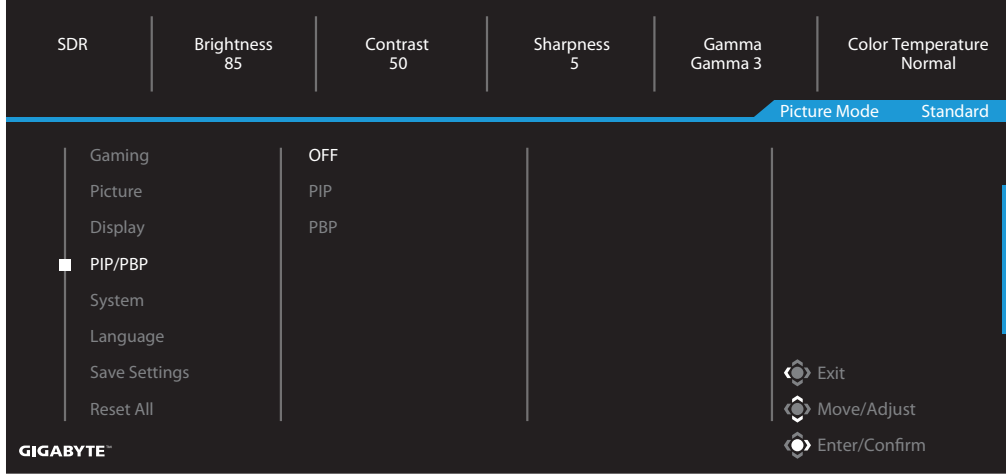 SDR Brightness Contrast Sharpness Gamma Color Temperature
85 50 5 Gamma 3 Normal
Picture Mode Standard
Gaming OFF
Picture PIP
Display PBP
PIP/PBP
System
Language
Save Settings Exit
Reset All Move/Adjust
GIGABYTE™ Enter/Confirm